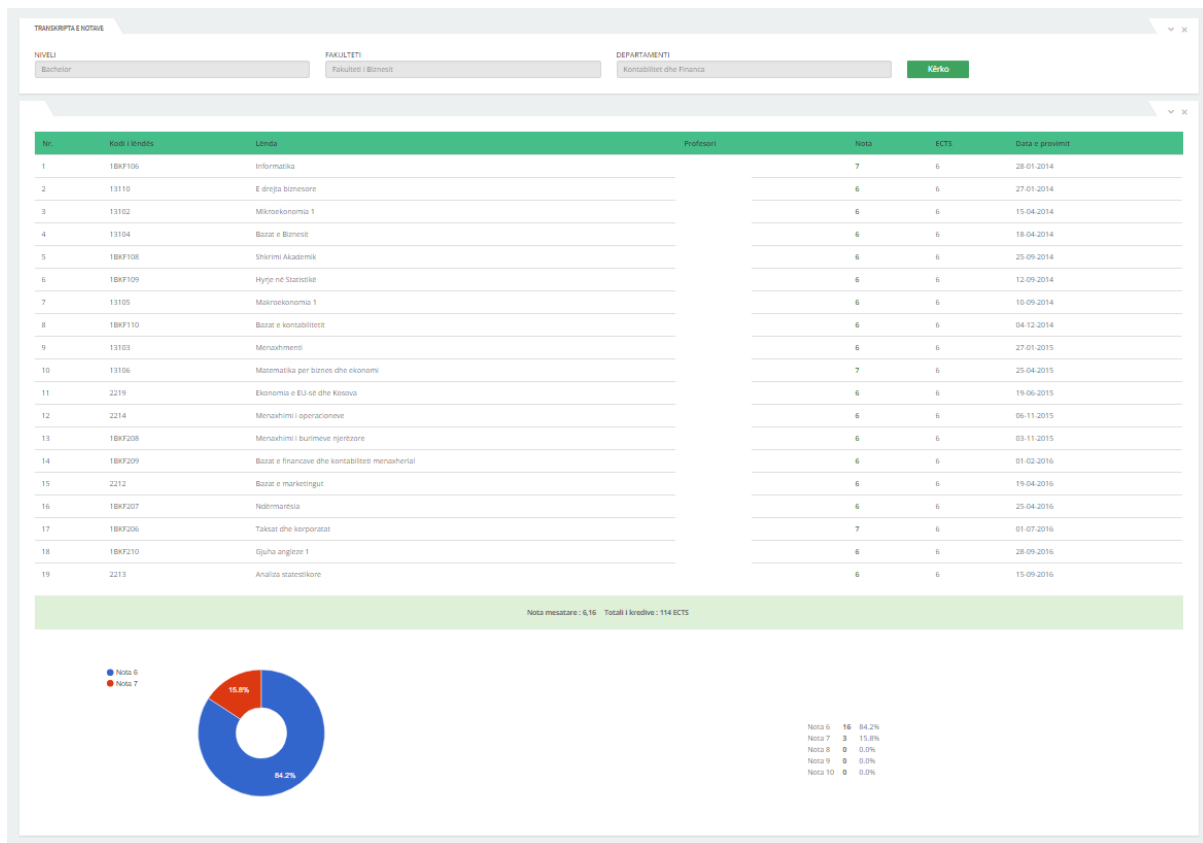 TRANSKRIPTA E NOTAVE
NIVELI FAKULTETI DEPARTAMENTI
Bachelor Fakulteti i Biznesit Kontabilitet dhe Financa Kërko
Nr. Kodi i lëndës Lënda Profesori Nota ECTS Data e provimit
1 1BKF106 Informatika 7 6 28-01-2014
2 13110 E drejta biznesore 6 6 27-01-2014
3 13102 Mikroekonomia 1 6 6 15-04-2014
4 13104 Bazat e Biznesit 6 6 18-04-2014
5 1BKF108 Shkrimi Akademik 6 6 25-09-2014
6 1BKF109 Hyrje në Statistikë 6 6 12-09-2014
7 13105 Makroekonomia 1 6 6 10-09-2014
8 1BKF110 Bazat e kontabilitetit 6 6 04-12-2014
9 13103 Menaxhmenti 6 6 27-01-2015
10 13106 Matematika per biznes dhe ekonomi 7 6 25-04-2015
11 2219 Ekonomia e EU-së dhe Kosova 6 6 19-06-2015
12 2214 Menaxhimi i operacioneve 6 6 06-11-2015
13 1BKF208 Menaxhimi i burimeve njerëzore 6 6 03-11-2015
14 1BKF209 Bazat e financave dhe kontabiliteti menaxherial 6 6 01-02-2016
15 2212 Bazat e marketingut 6 6 19-04-2016
16 1BKF207 Ndërmarësia 6 6 25-04-2016
17 1BKF206 Taksat dhe korporatat 7 6 01-07-2016
18 1BKF210 Gjuha angleze 1 6 6 28-09-2016
19 2213 Analiza statestikore 6 6 15-09-2016
Nota mesatare : 6,16 Totali i kredive : 114 ECTS
Nota 6
Nota 7
15.8%
84.2%
Nota 6 16 84.2%
Nota 7 3 15.8%
Nota 8 0 0.0%
Nota 9 0 0.0%
Nota 10 0 0.0%